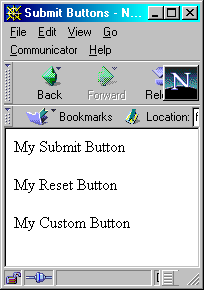 Submit Buttons - N...
File Edit View Go
Communicator Help
Back Forward
Bookmarks Location:
My Submit Button
My Reset Button
My Custom Button